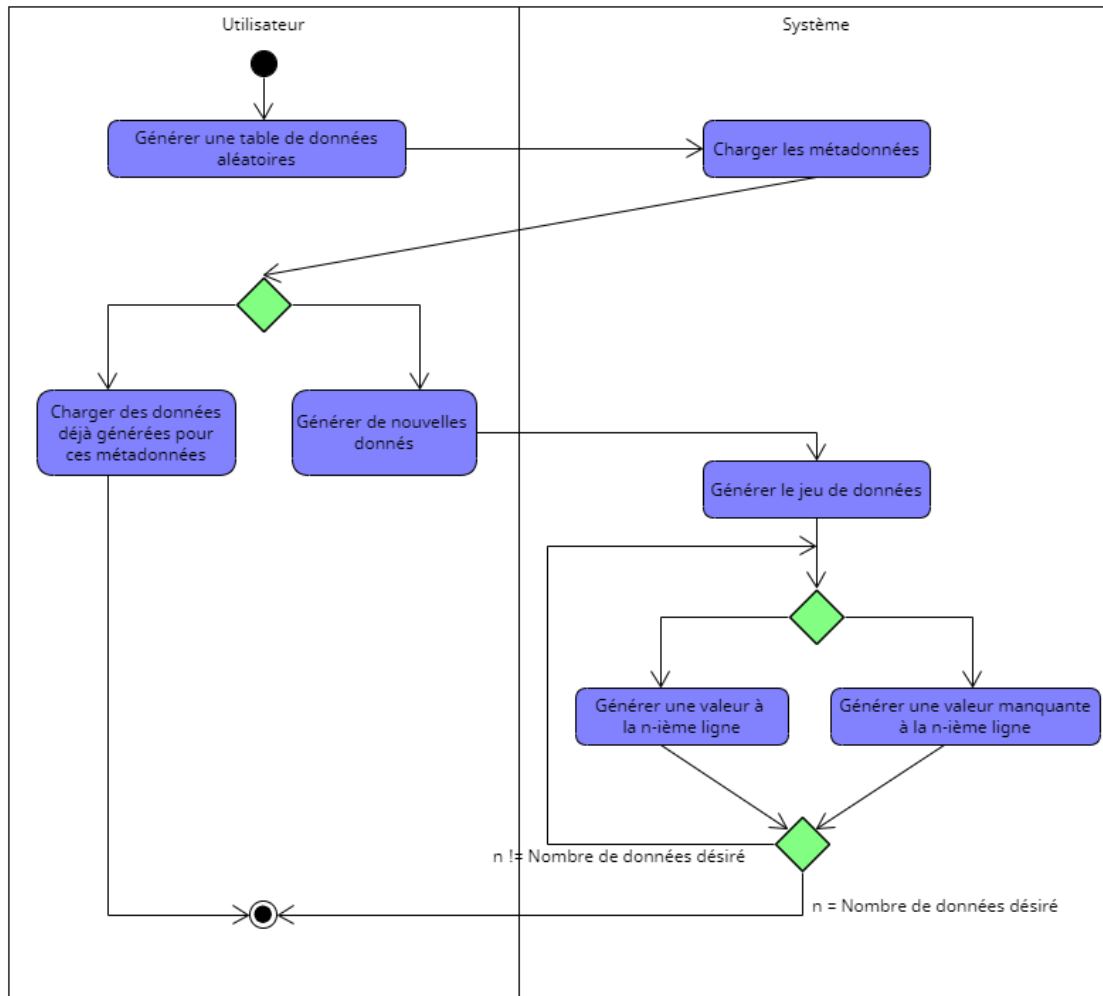 Utilisateur
Système
Générer une table de données
aléatoires
Charger les métadonnées
Charger des données
déjà générées pour
ces métadonnées
Générer de nouvelles
donnés
Générer le jeu de données
Générer une valeur à
la n-ième ligne
Générer une valeur manquante
à la n-ième ligne
n != Nombre de données désiré
n = Nombre de données désiré